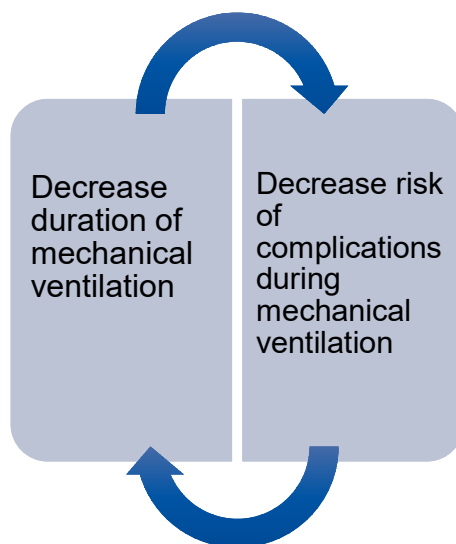 Decrease
duration of
mechanical
ventilation
Decrease risk
of
complications
during
mechanical
ventilation